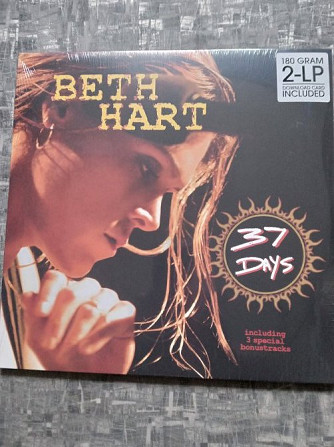 BETH
HART
180 GRAM
2-LP
DOWNLOAD CARD
INCLUDED
37
DAYS
including
3 special
bonustracks